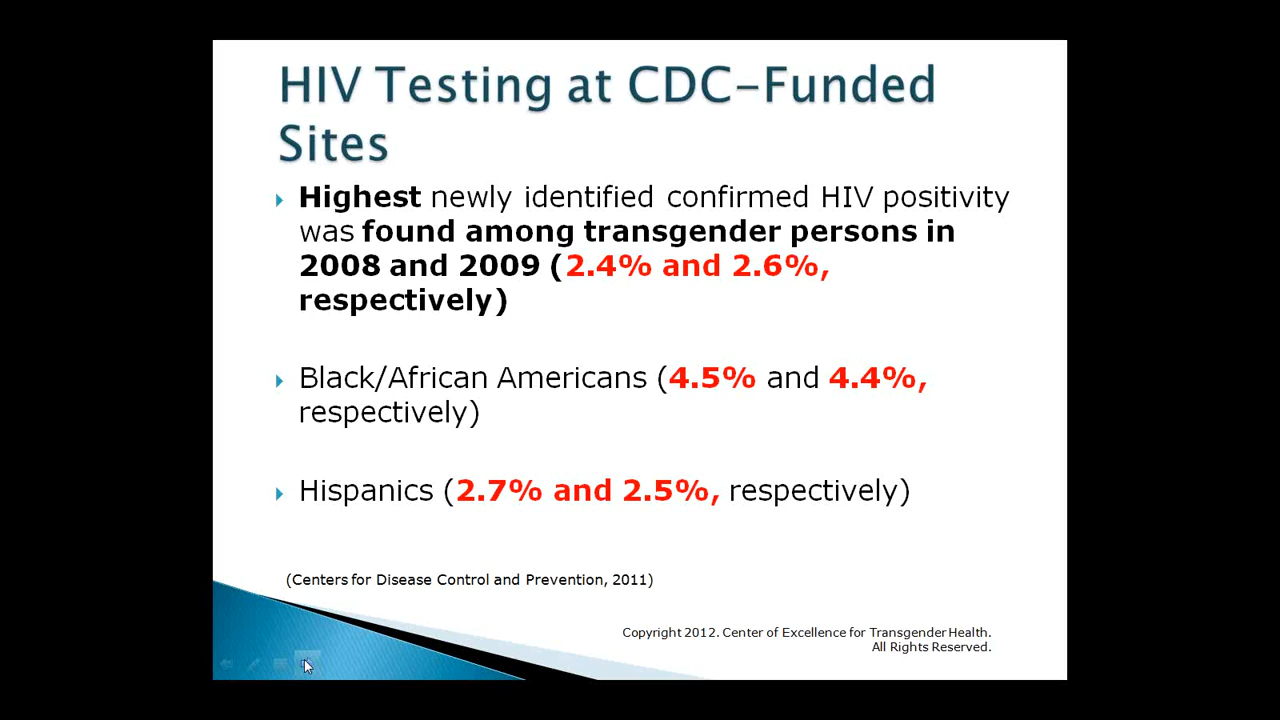 HIV Testing at CDC-Funded
Sites
Highest newly identified confirmed HIV positivity
was found among transgender persons in
2008 and 2009 (2.4% and 2.6%,
respectively)
Black/African Americans (4.5% and 4.4%,
respectively)
Hispanics (2.7% and 2.5%, respectively)
(Centers for Disease Control and Prevention, 2011)
Copyright 2012. Center of Excellence for Transgender Health.
All Rights Reserved.